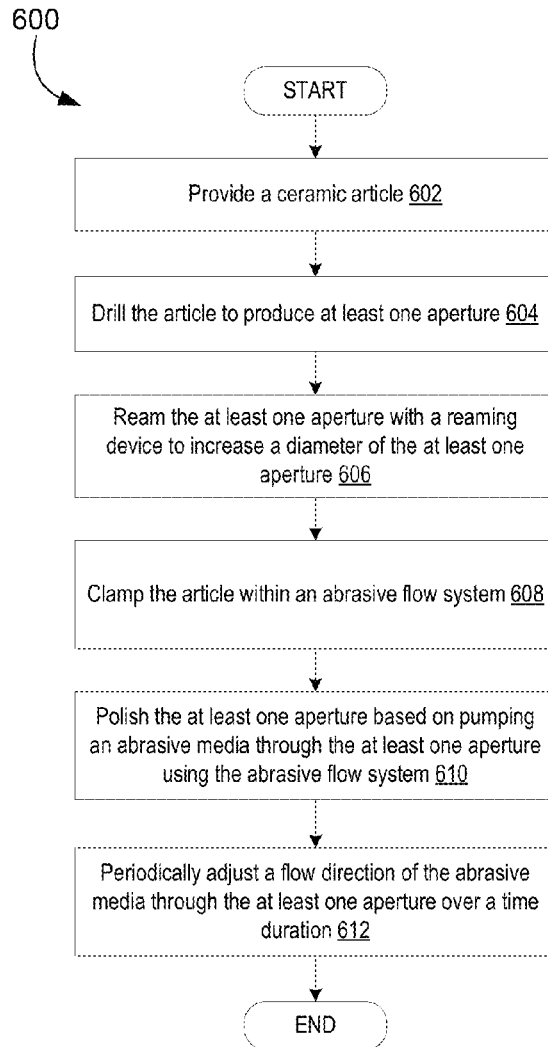 600
START
Provide a ceramic article 602
Drill the article to produce at least one aperture 604
Ream the at least one aperture with a reaming
device to increase a diameter of the at least one
aperture 606
Clamp the article within an abrasive flow system 608
Polish the at least one aperture based on pumping
an abrasive media through the at least one aperture
using the abrasive flow system 610
Periodically adjust a flow direction of the abrasive
media through the at least one aperture over a time
duration 612
END